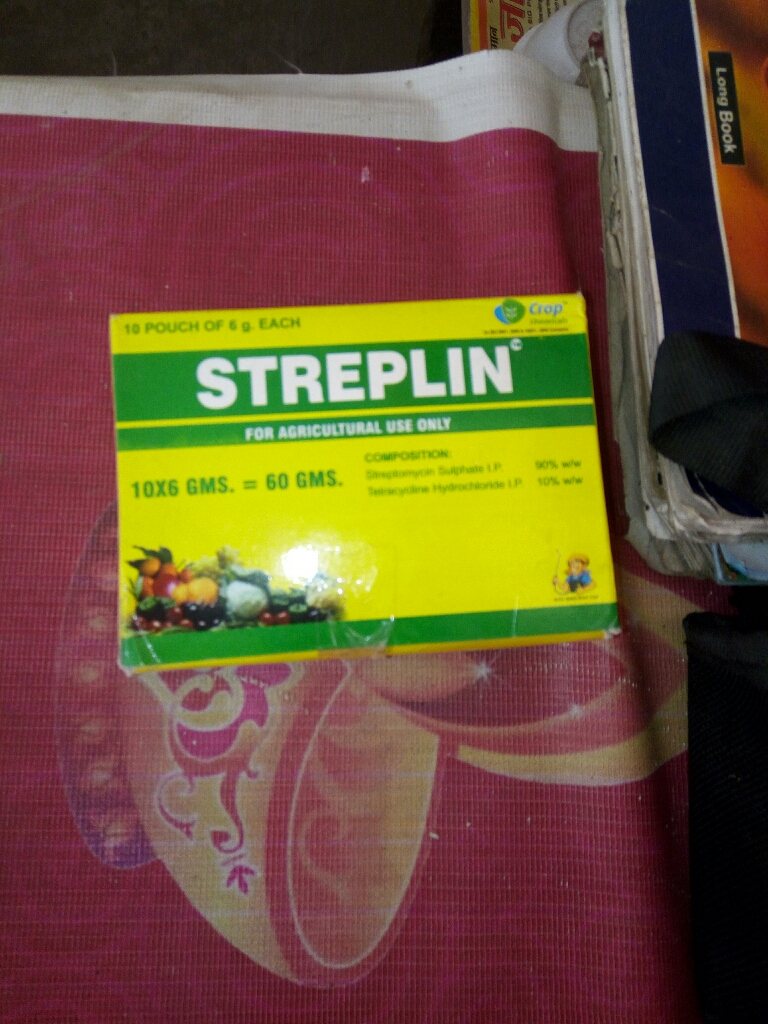 Long Book
10 POUCH OF 6 g. EACH
Crop
STREPLIN™
FOR AGRICULTURAL USE ONLY
COMPOSITION:
Streptomycin Sulphate I.P. 90% w/w
Tetracycline Hydrochloride I.P. 10% w/w
10X6 GMS. = 60 GMS.